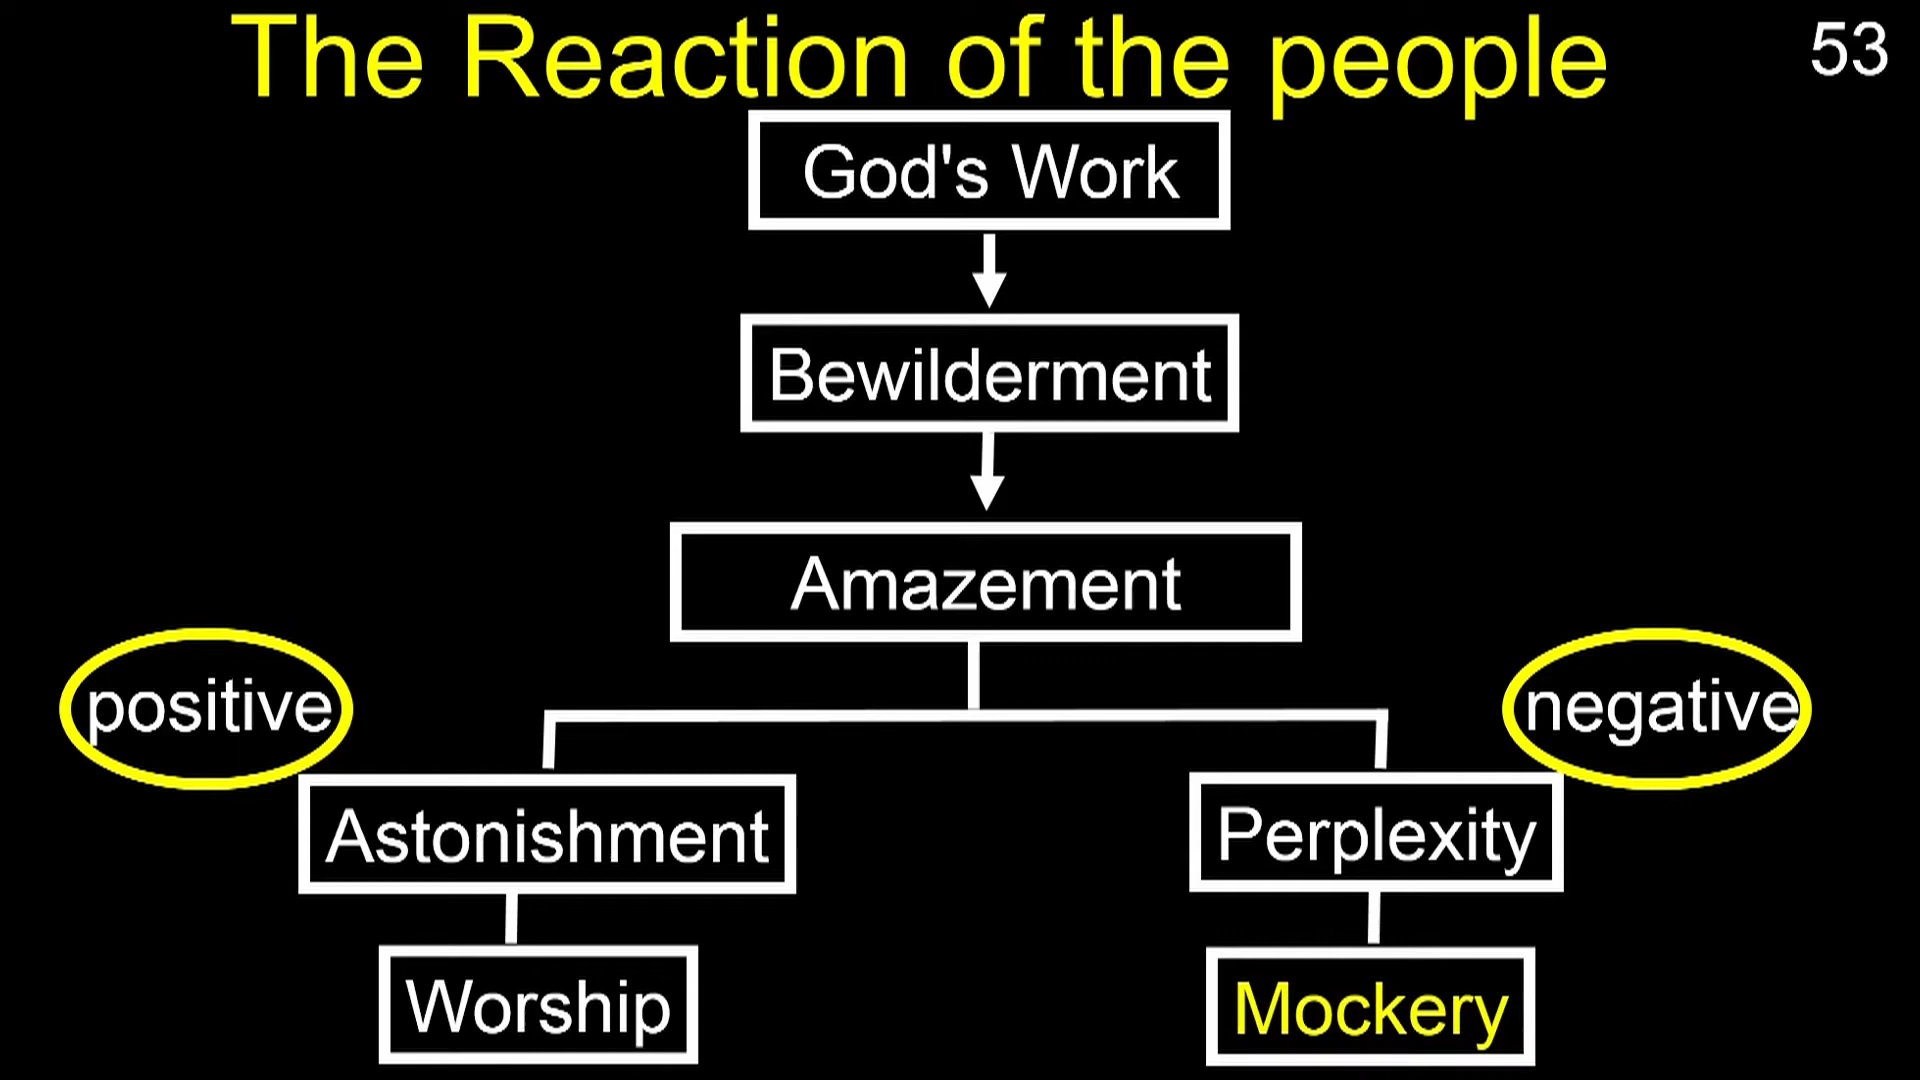 The Reaction of the people
53
God's Work
Bewilderment
Amazement
positive
negative
Astonishment
Perplexity
Worship
Mockery